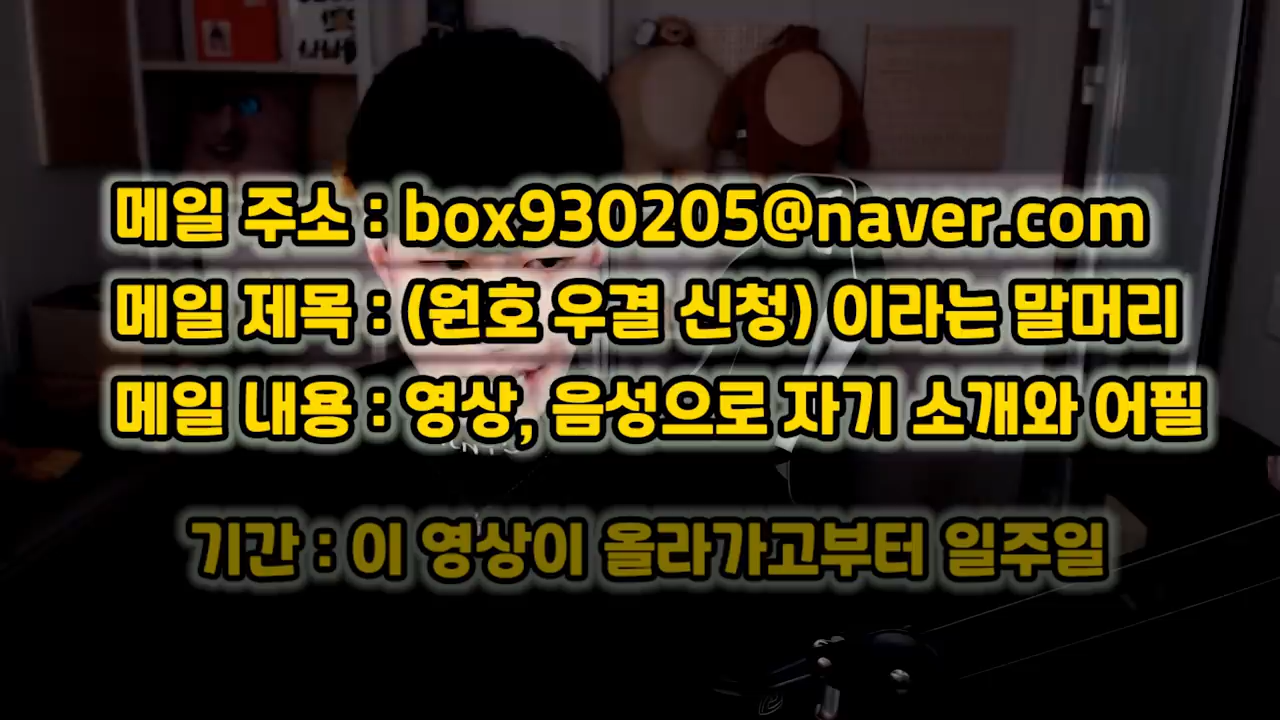 메일 주소 : box930205@naver.com
메일 제목 : (원호 우결 신청) 이라는 말머리
메일 내용 : 영상, 음성으로 자기 소개와 어필
기간 : 이 영상이 올라가고부터 일주일